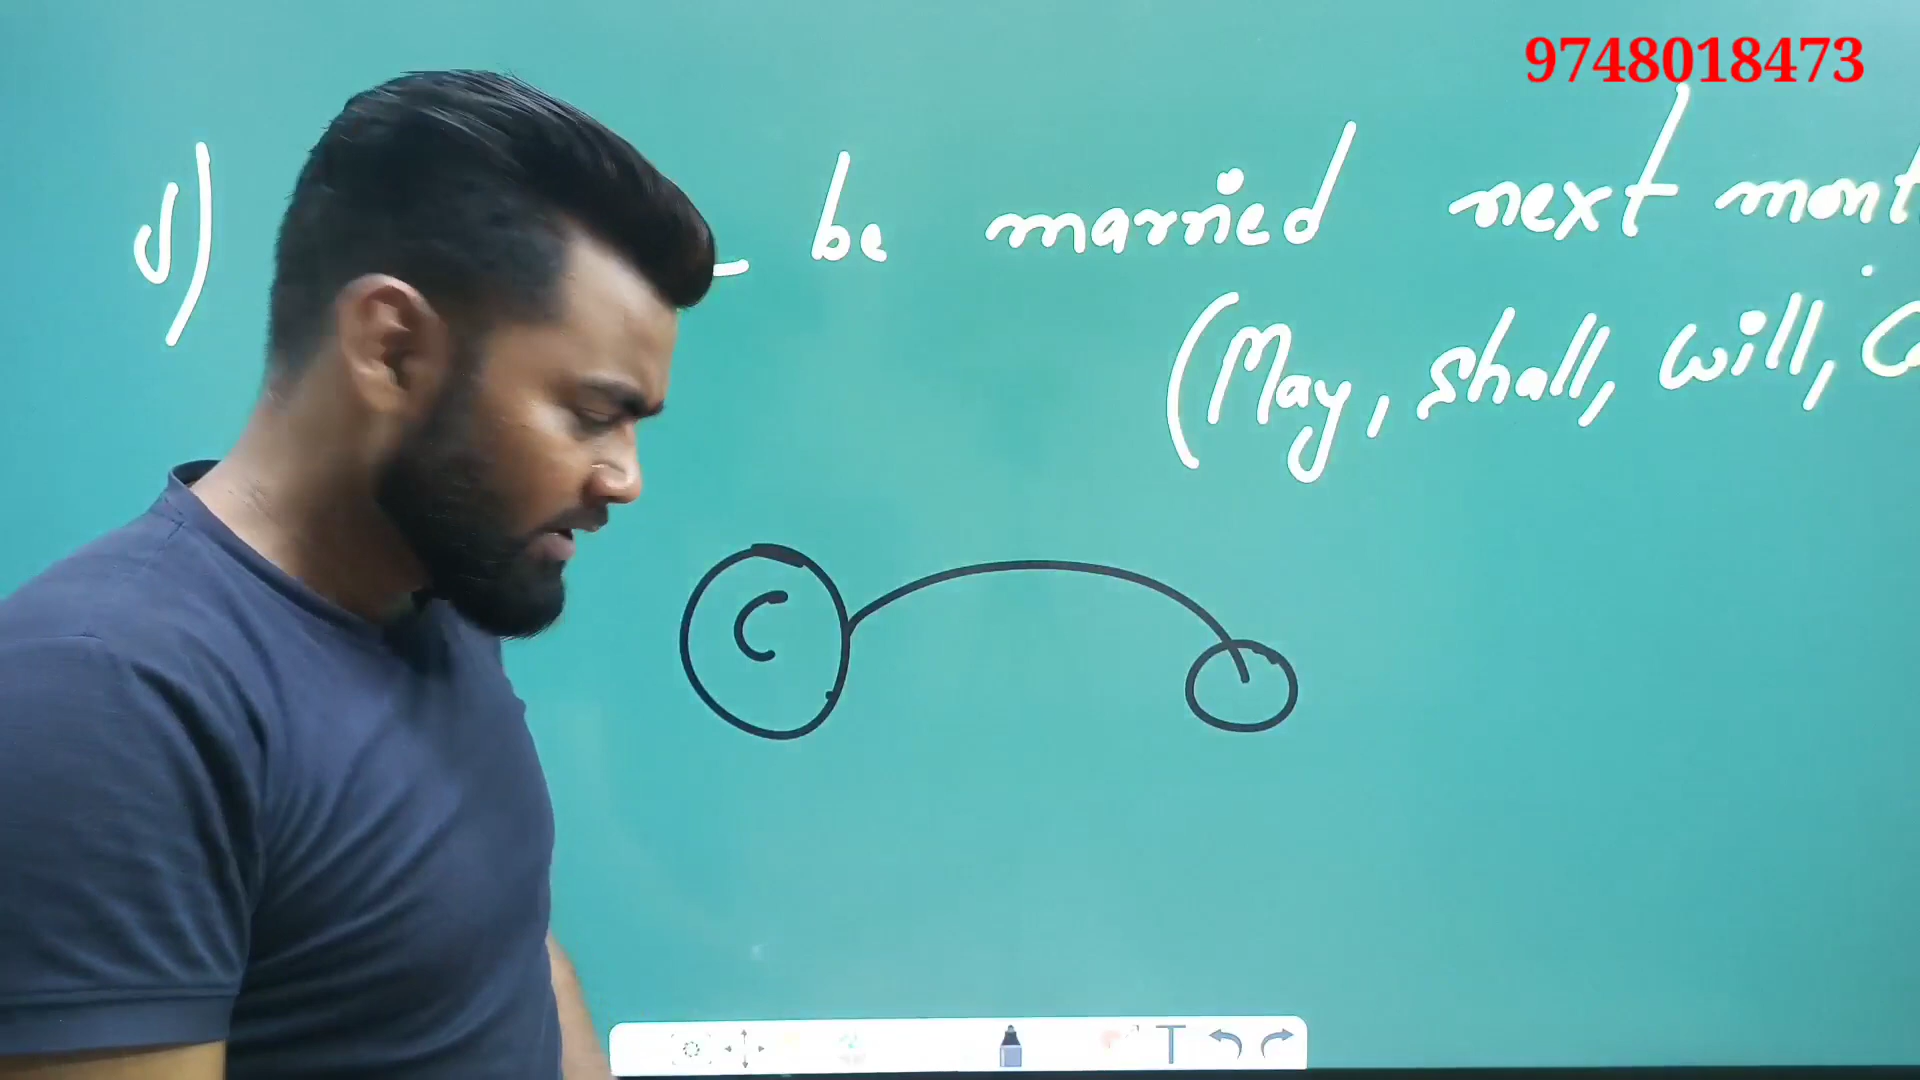 9748018473
v) _ be married next mont
(May, shall, will,
C
T